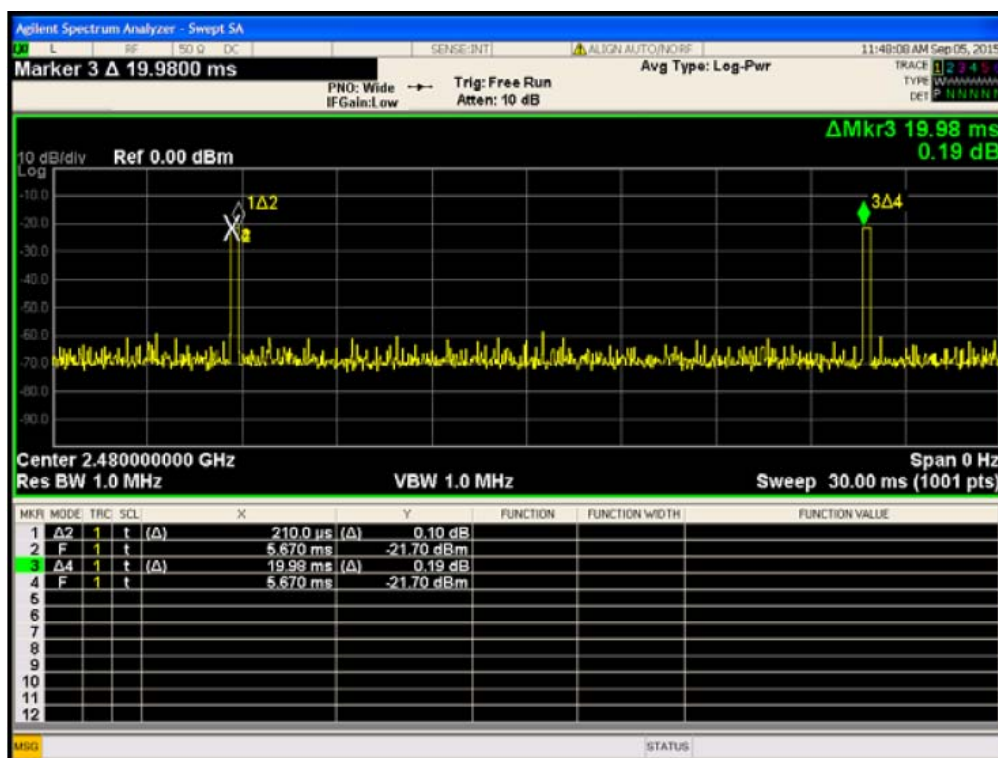 Agilent Spectrum Analyzer - Swept SA
L RF 50 Ω DC SENSE:INT ALIGN AUTO/NO RF 11:48:08 AM Sep 05, 2015
Marker 3 Δ 19.9800 ms
PNO: Wide Trig: Free Run Avg Type: Log-Pwr TRACE 1 2 3 4 5
IFGain:Low Atten: 10 dB TYPE
DET P N N N N N
ΔMkr3 19.98 ms
0.19 dB
10 dB/div Ref 0.00 dBm
Log
-10.0
1Δ2 3Δ4
-20.0
-30.0
-40.0
-50.0
-60.0
-70.0
-80.0
-90.0
Center 2.480000000 GHz Span 0 Hz
Res BW 1.0 MHz VBW 1.0 MHz Sweep 30.00 ms (1001 pts)
MKR MODE TRC SCL X Y FUNCTION FUNCTION WIDTH FUNCTION VALUE
1 Δ2 1 t (Δ) 210.0 µs (Δ) 0.10 dB
2 F 1 t 5.670 ms -21.70 dBm
3 Δ4 1 t (Δ) 19.98 ms (Δ) 0.19 dB
4 F 1 t 5.670 ms -21.70 dBm
5
6
7
8
9
10
11
12
MSG STATUS